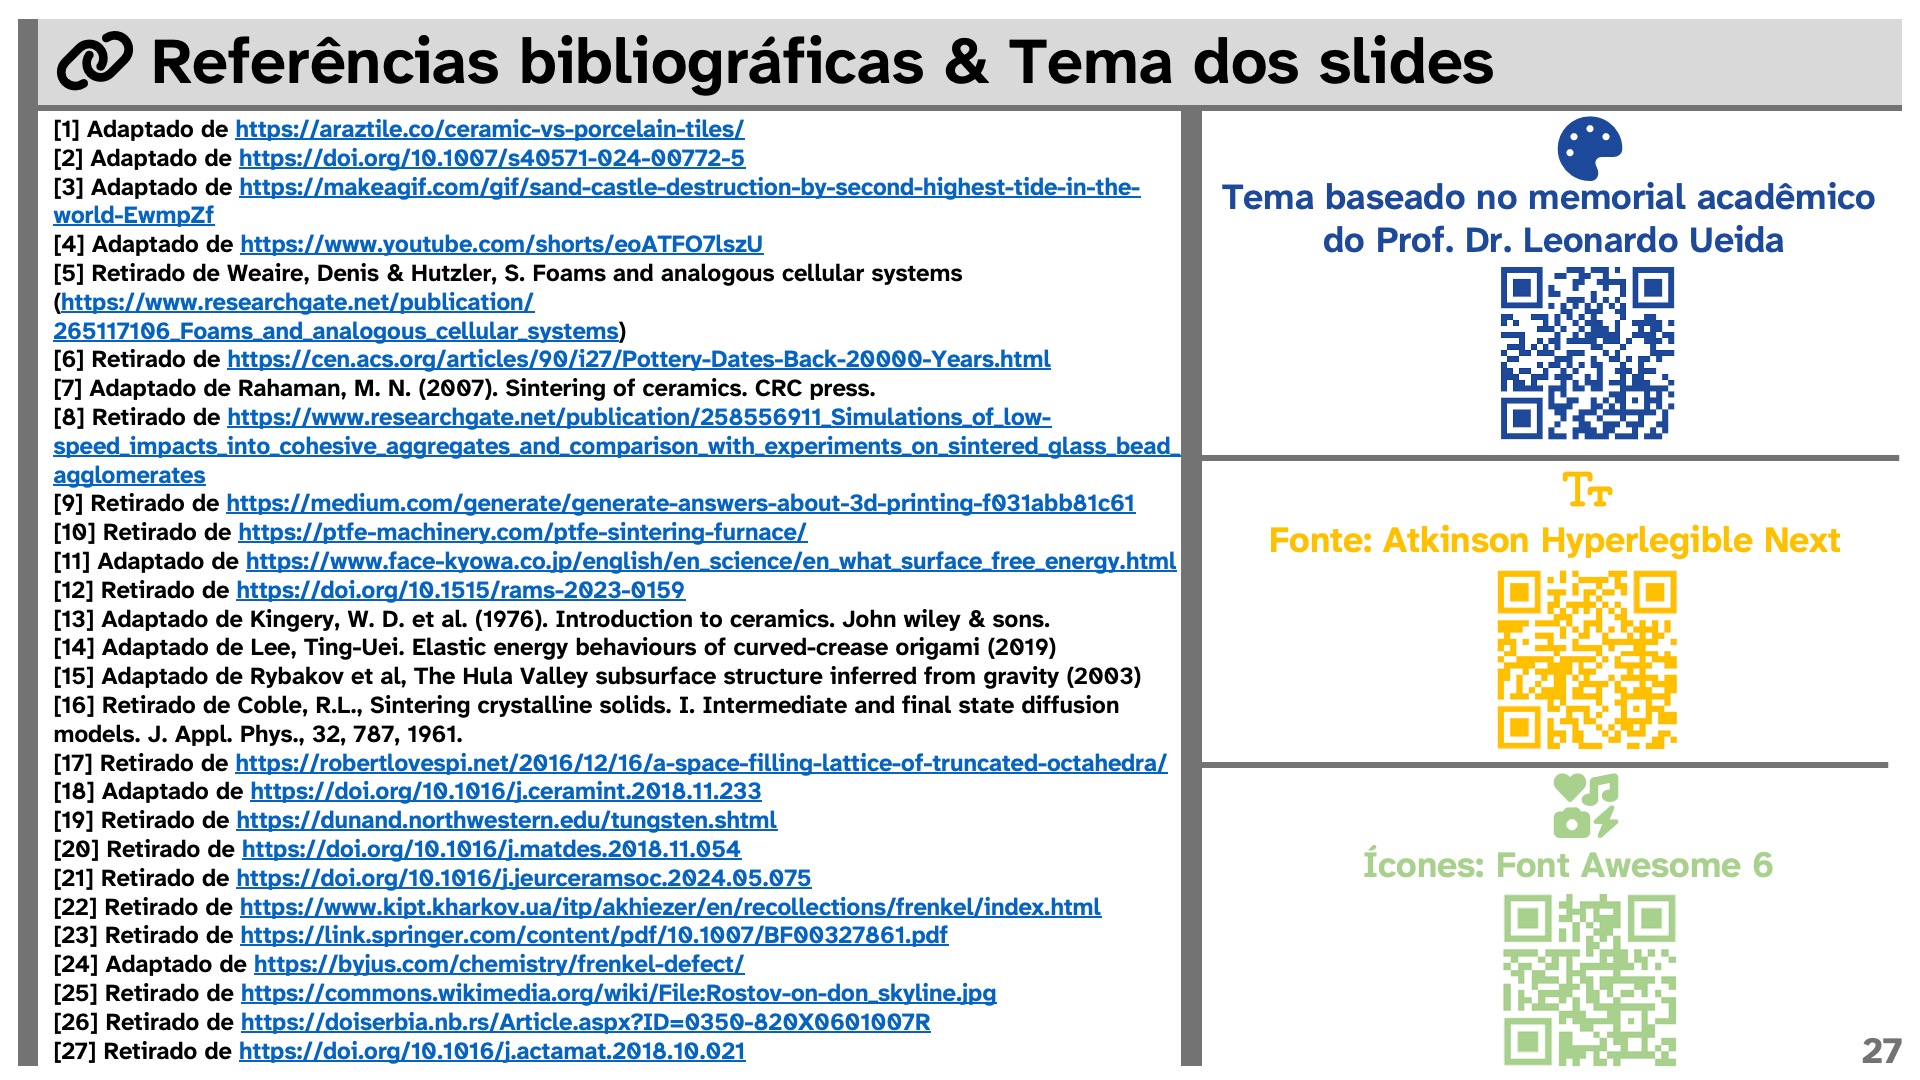 Referências bibliográficas & Tema dos slides
[1] Adaptado de https://araztile.co/ceramic-vs-porcelain-tiles/
[2] Adaptado de https://doi.org/10.1007/s40571-024-00772-5
[3] Adaptado de https://makeagif.com/gif/sand-castle-destruction-by-second-highest-tide-in-the-
world-EwmpZf
[4] Adaptado de https://www.youtube.com/shorts/eoATFO7lszU
[5] Retirado de Weaire, Denis & Hutzler, S. Foams and analogous cellular systems
(https://www.researchgate.net/publication/
265117106_Foams_and_analogous_cellular_systems)
[6] Retirado de https://cen.acs.org/articles/90/i27/Pottery-Dates-Back-20000-Years.html
[7] Adaptado de Rahaman, M. N. (2007). Sintering of ceramics. CRC press.
[8] Retirado de https://www.researchgate.net/publication/258556911_Simulations_of_low-
speed_impacts_into_cohesive_aggregates_and_comparison_with_experiments_on_sintered_glass_bead_
agglomerates
[9] Retirado de https://medium.com/generate/generate-answers-about-3d-printing-f031abb81c61
[10] Retirado de https://ptfe-machinery.com/ptfe-sintering-furnace/
[11] Adaptado de https://www.face-kyowa.co.jp/english/en_science/en_what_surface_free_energy.html
[12] Retirado de https://doi.org/10.1515/rams-2023-0159
[13] Adaptado de Kingery, W. D. et al. (1976). Introduction to ceramics. John wiley & sons.
[14] Adaptado de Lee, Ting-Uei. Elastic energy behaviours of curved-crease origami (2019)
[15] Adaptado de Rybakov et al, The Hula Valley subsurface structure inferred from gravity (2003)
[16] Retirado de Coble, R.L., Sintering crystalline solids. I. Intermediate and final state diffusion
models. J. Appl. Phys., 32, 787, 1961.
[17] Retirado de https://robertlovespi.net/2016/12/16/a-space-filling-lattice-of-truncated-octahedra/
[18] Adaptado de https://doi.org/10.1016/j.ceramint.2018.11.233
[19] Retirado de https://dunand.northwestern.edu/tungsten.shtml
[20] Retirado de https://doi.org/10.1016/j.matdes.2018.11.054
[21] Retirado de https://doi.org/10.1016/j.jeurceramsoc.2024.05.075
[22] Retirado de https://www.kipt.kharkov.ua/itp/akhiezer/en/recollections/frenkel/index.html
[23] Retirado de https://link.springer.com/content/pdf/10.1007/BF00327861.pdf
[24] Adaptado de https://byjus.com/chemistry/frenkel-defect/
[25] Retirado de https://commons.wikimedia.org/wiki/File:Rostov-on-don_skyline.jpg
[26] Retirado de https://doiserbia.nb.rs/Article.aspx?ID=0350-820X0601007R
[27] Retirado de https://doi.org/10.1016/j.actamat.2018.10.021
Tema baseado no memorial acadêmico
do Prof. Dr. Leonardo Ueida
Fonte: Atkinson Hyperlegible Next
Ícones: Font Awesome 6
27